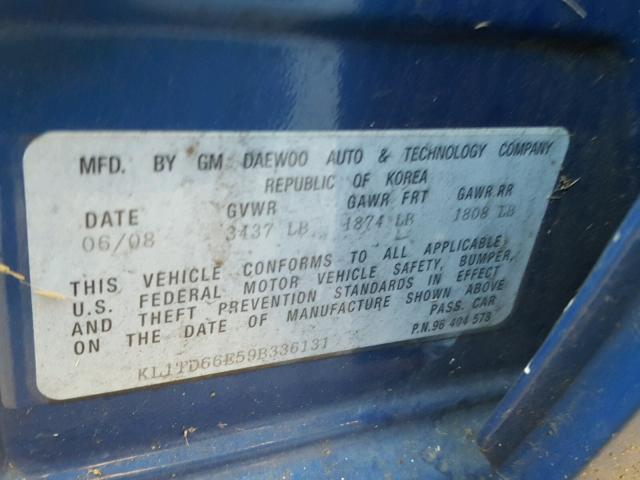 MFD. BY GM DAEWOO AUTO & TECHNOLOGY COMPANY
REPUBLIC OF KOREA
DATE GVWR GAWR FRT GAWR RR
06/08 3437 LB 1874 LB 1808 LB
THIS VEHICLE CONFORMS TO ALL APPLICABLE
U.S. FEDERAL MOTOR VEHICLE SAFETY, BUMPER,
AND THEFT PREVENTION STANDARDS IN EFFECT
ON THE DATE OF MANUFACTURE SHOWN ABOVE
PASS. CAR
KL1TD66E59B336131 P.N.96 404 573